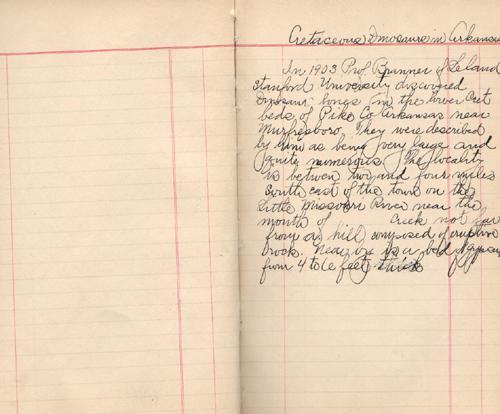 Cretaceous Dinosaurs in Arkansas
In 1903 Prof Branner of Leland
Stanford University discovered
Dinosaur bones in the lower Cret
beds of Pike Co Arkansas near
Murfreesboro. They were described
by him as being very large and
quite numerous. The locality
is between two and four miles
South east of the town on the
Little Missouri River near the
mouth of Creek not far
from a hill composed of eruptive
rock. Near by is a bed of gypsum
from 4 to 6 feet thick